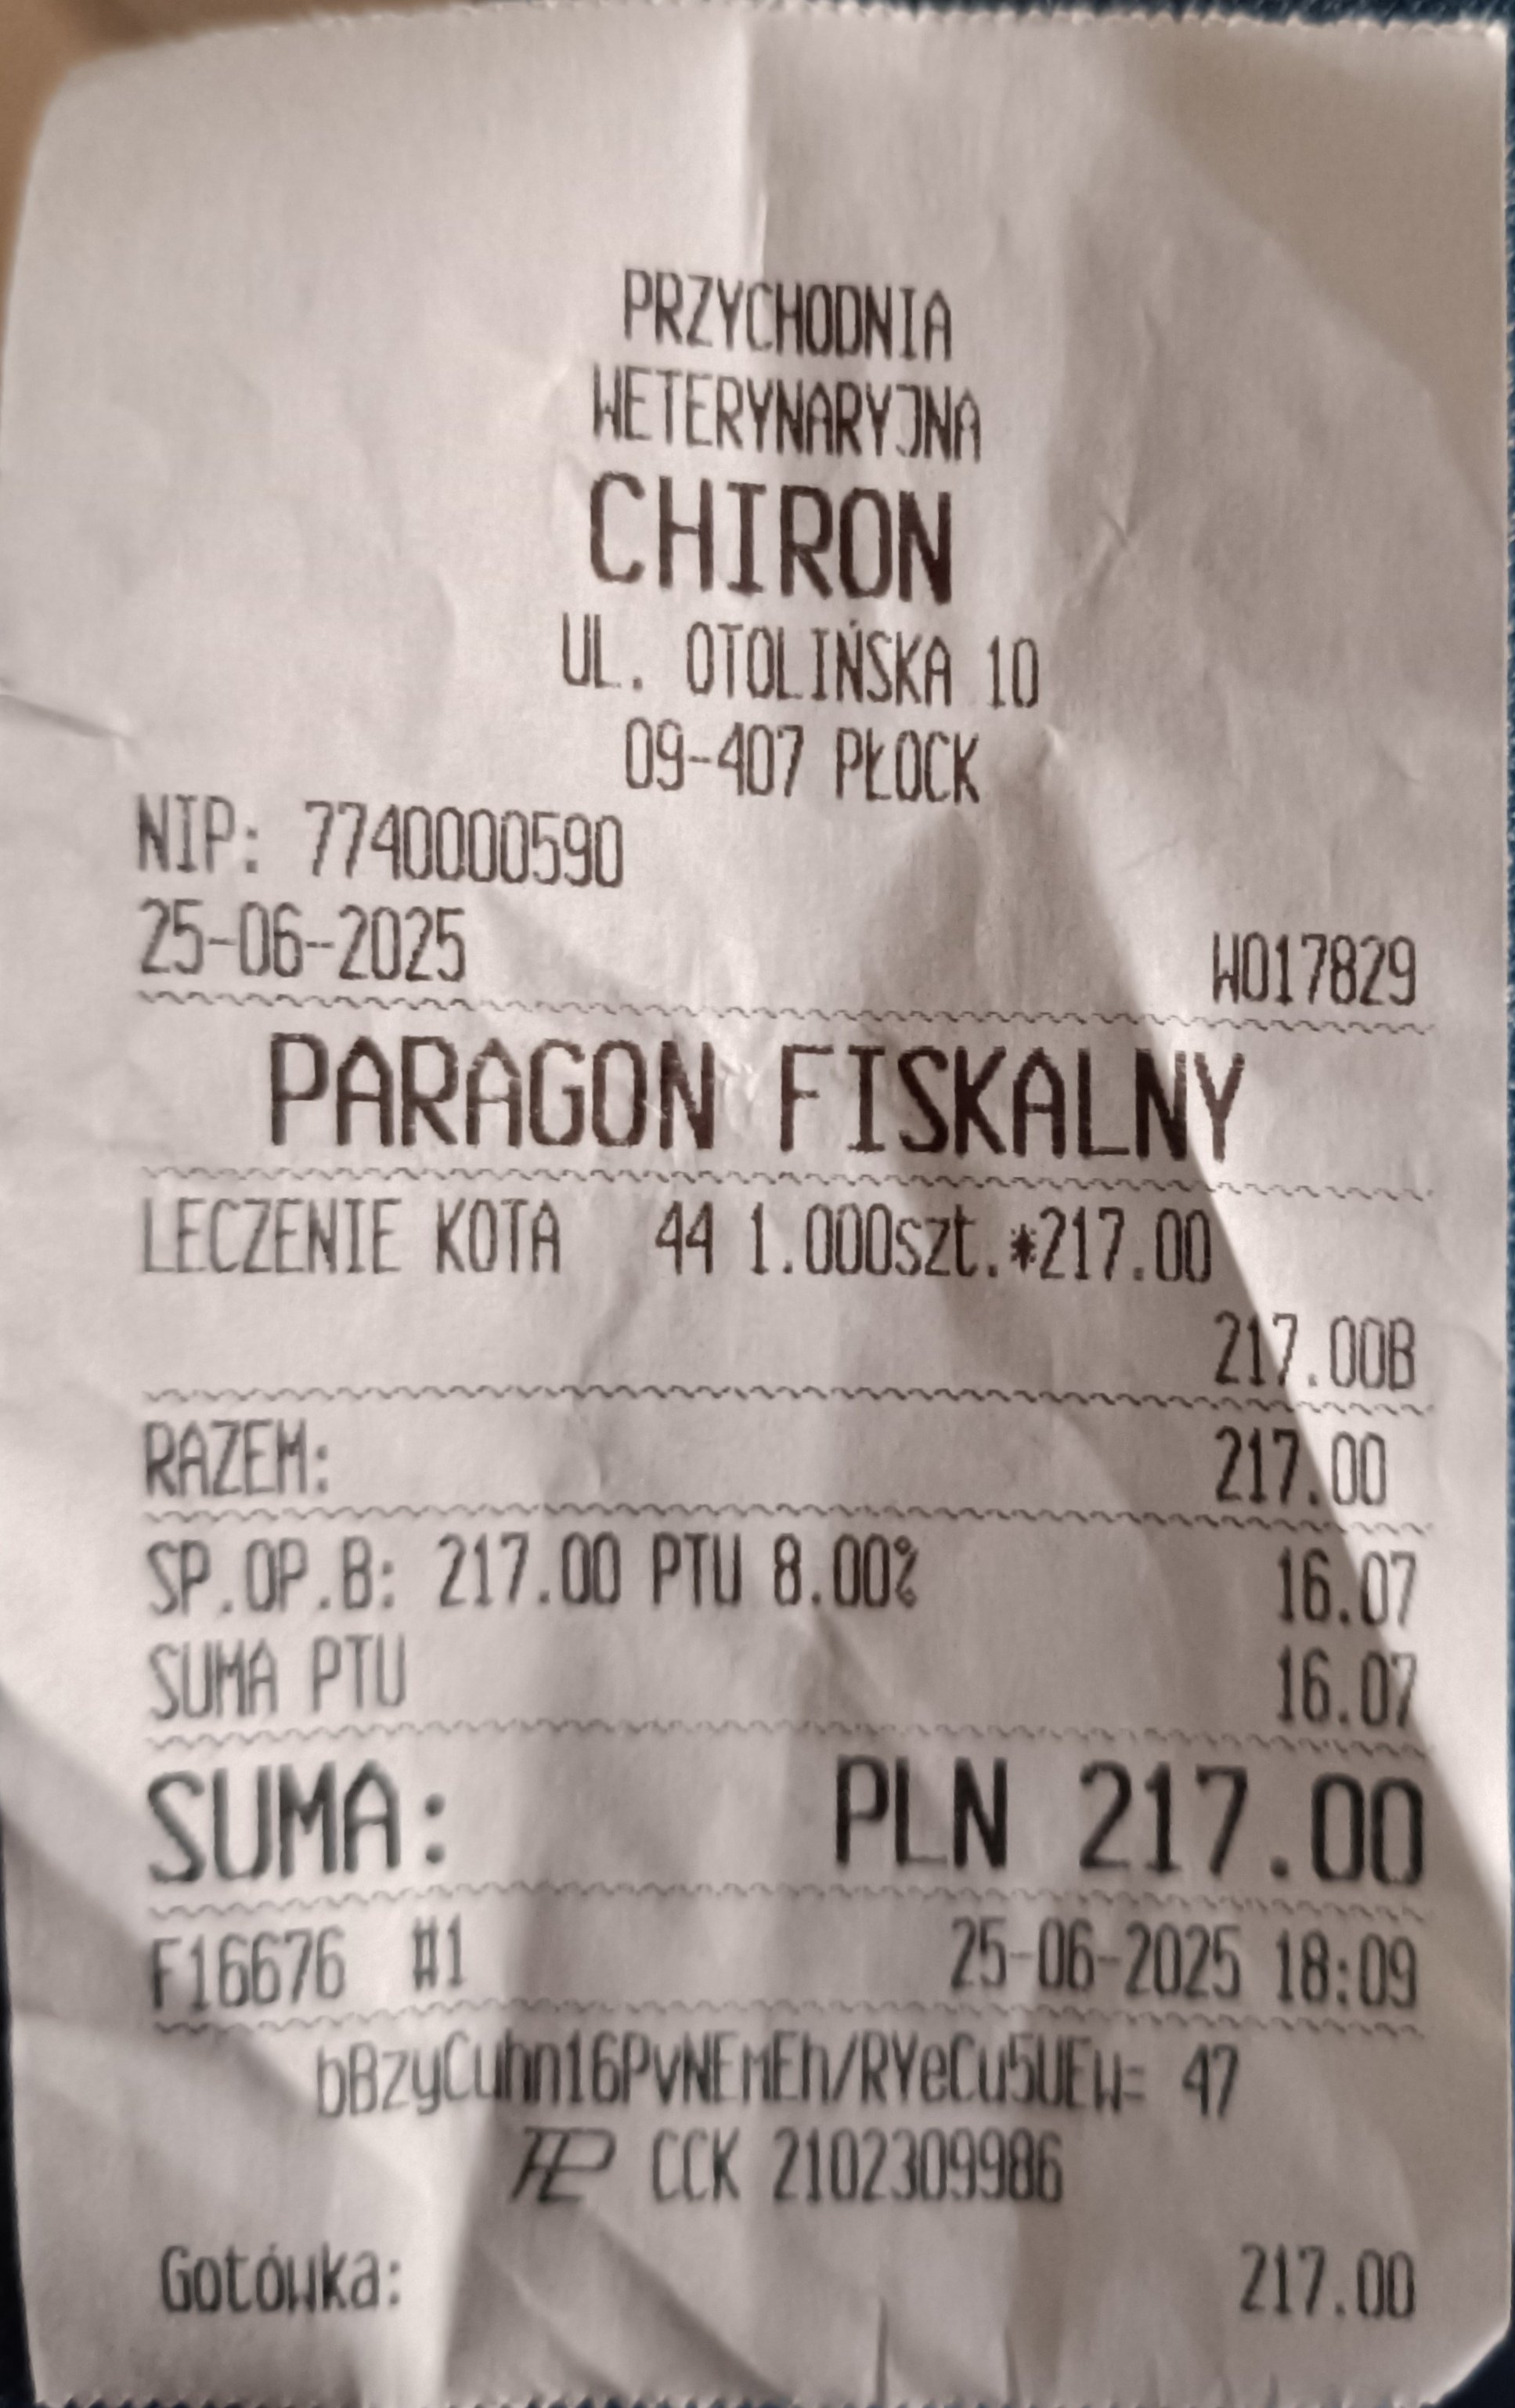 PRZYCHODNIA
WETERYNARYJNA
CHIRON
UL. OTOLIŃSKA 10
09-407 PŁOCK
NIP: 7740000590
25-06-2025 W017829
PARAGON FISKALNY
LECZENIE KOTA 44 1.000szt.*217.00
217.00B
RAZEM: 217.00
SP.OP.B: 217.00 PTU 8.00% 16.07
SUMA PTU 16.07
SUMA: PLN 217.00
F16676 #1 25-06-2025 18:09
bBzyCuhn16PvNEmEh/RYeCu5UEw= 47
CCK 2102309986
Gotówka: 217.00